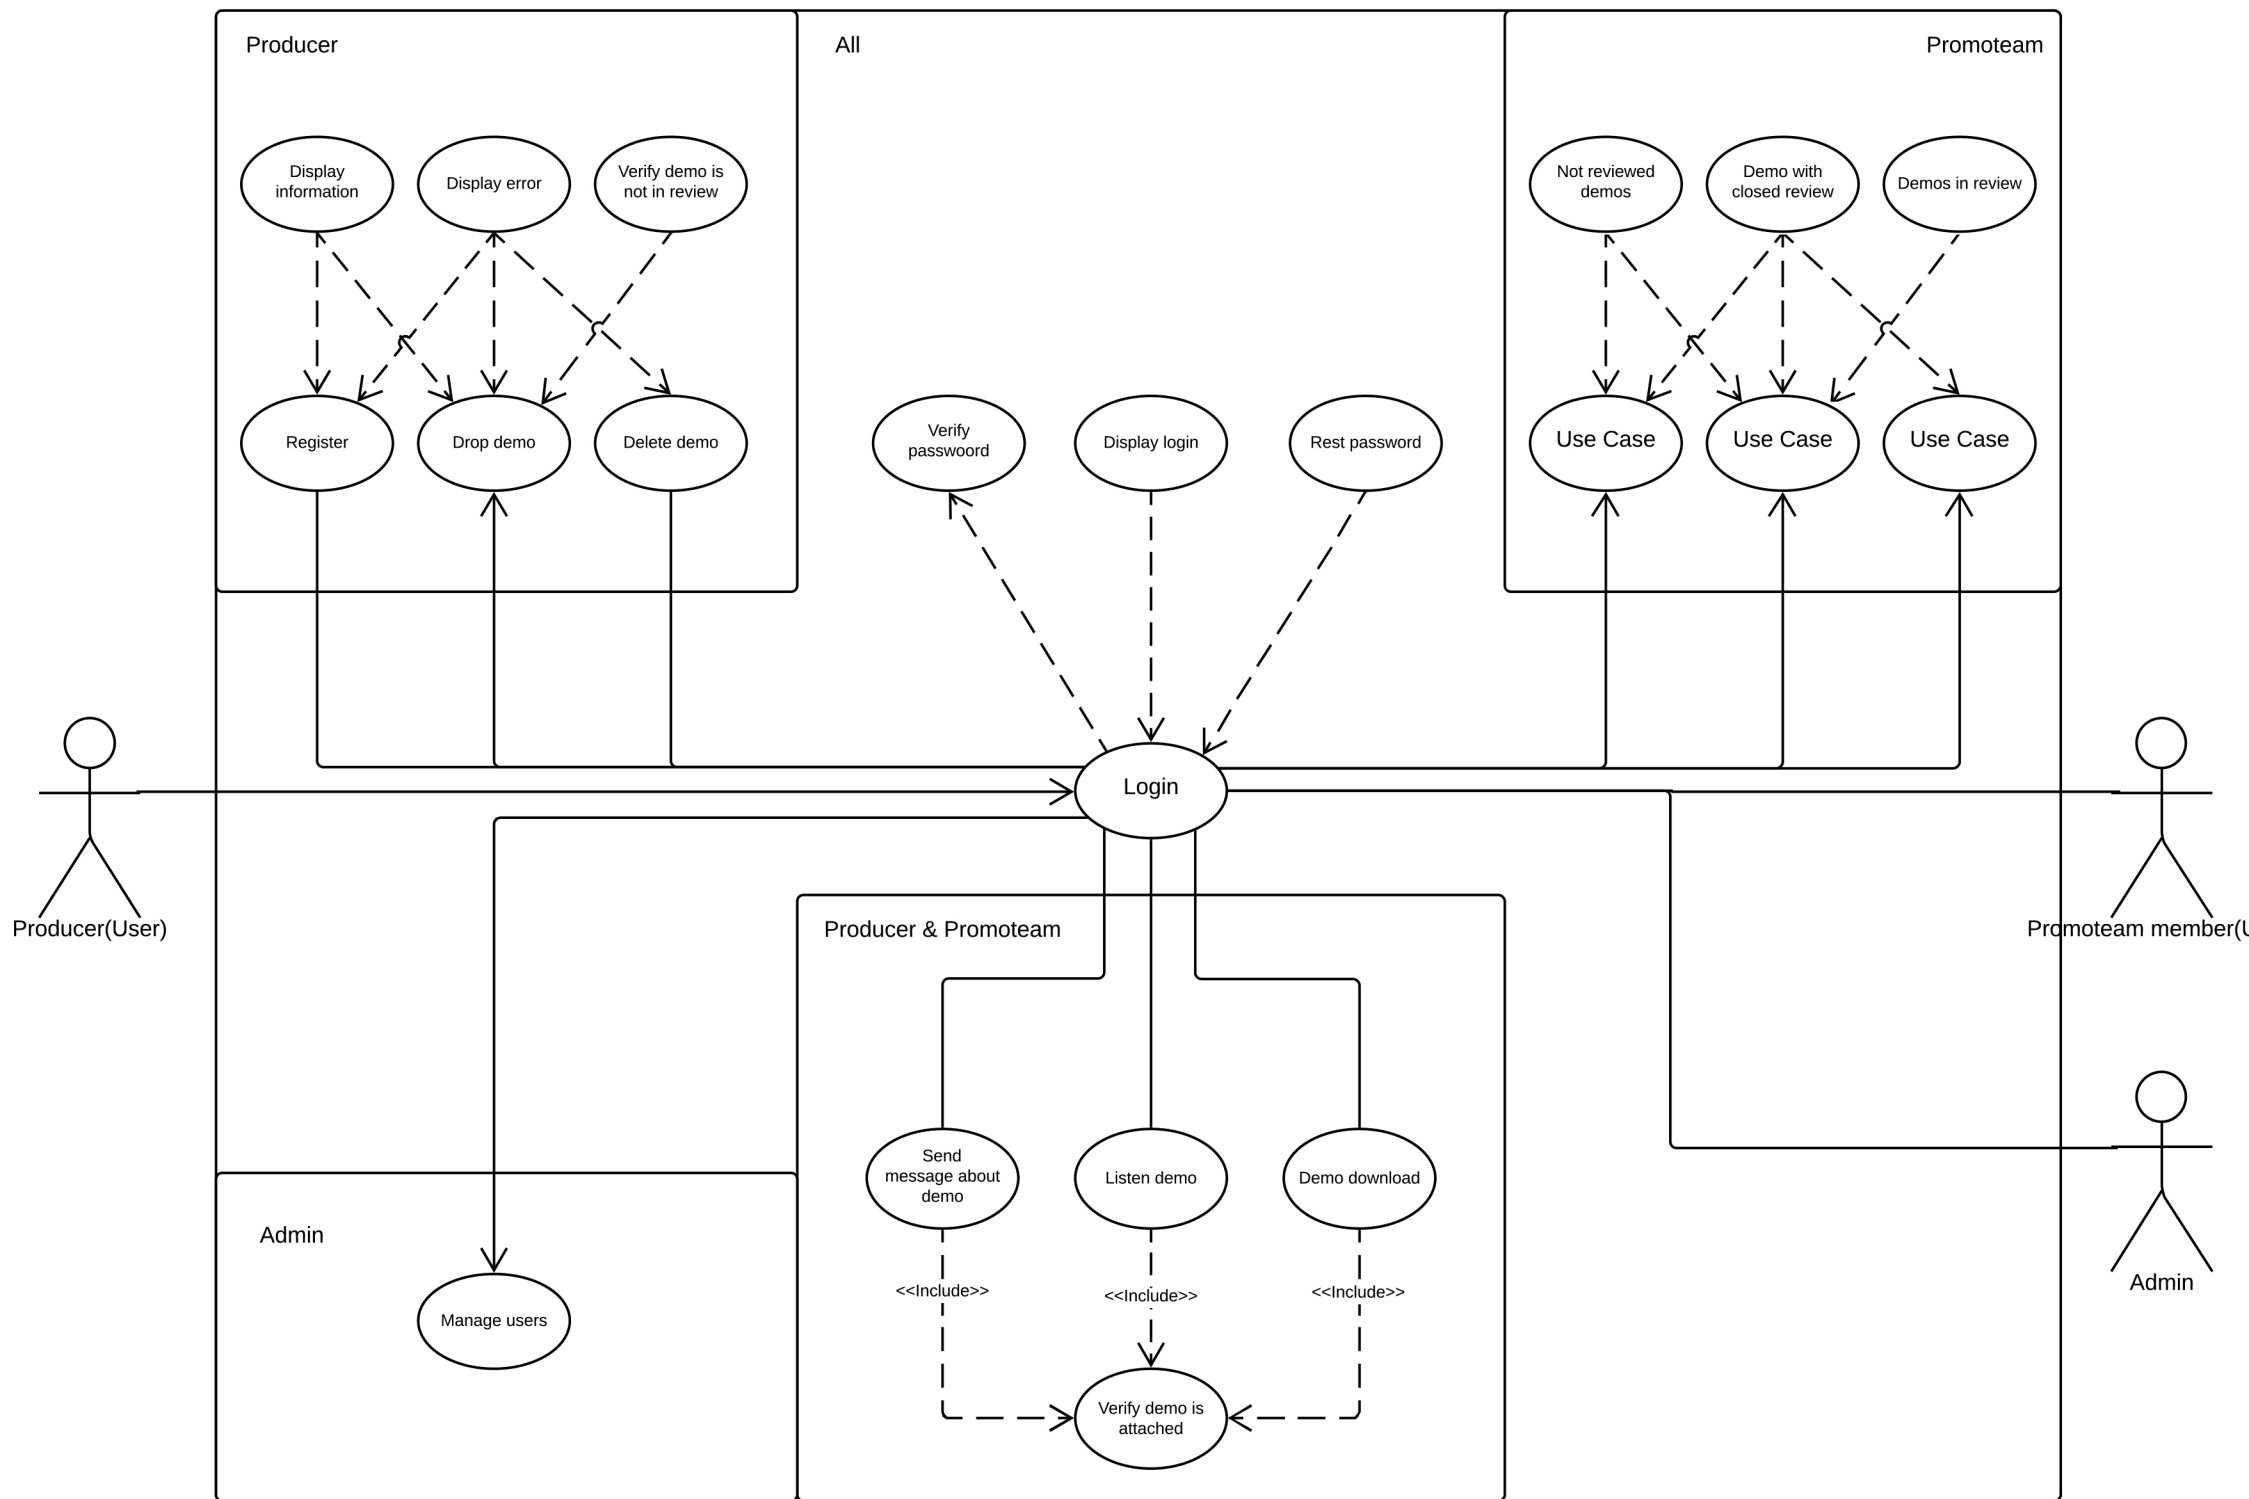 Producer
All
Promoteam
Display
information
Display error
Verify demo is
not in review
Not reviewed
demos
Demo with
closed review
Demos in review
Register
Drop demo
Delete demo
Verify
passwoord
Display login
Rest password
Use Case
Use Case
Use Case
Login
Producer(User)
Promoteam member(U
Producer & Promoteam
Send
message about
demo
Listen demo
Demo download
Admin
Admin
<<Include>>
<<Include>>
<<Include>>
Manage users
Verify demo is
attached